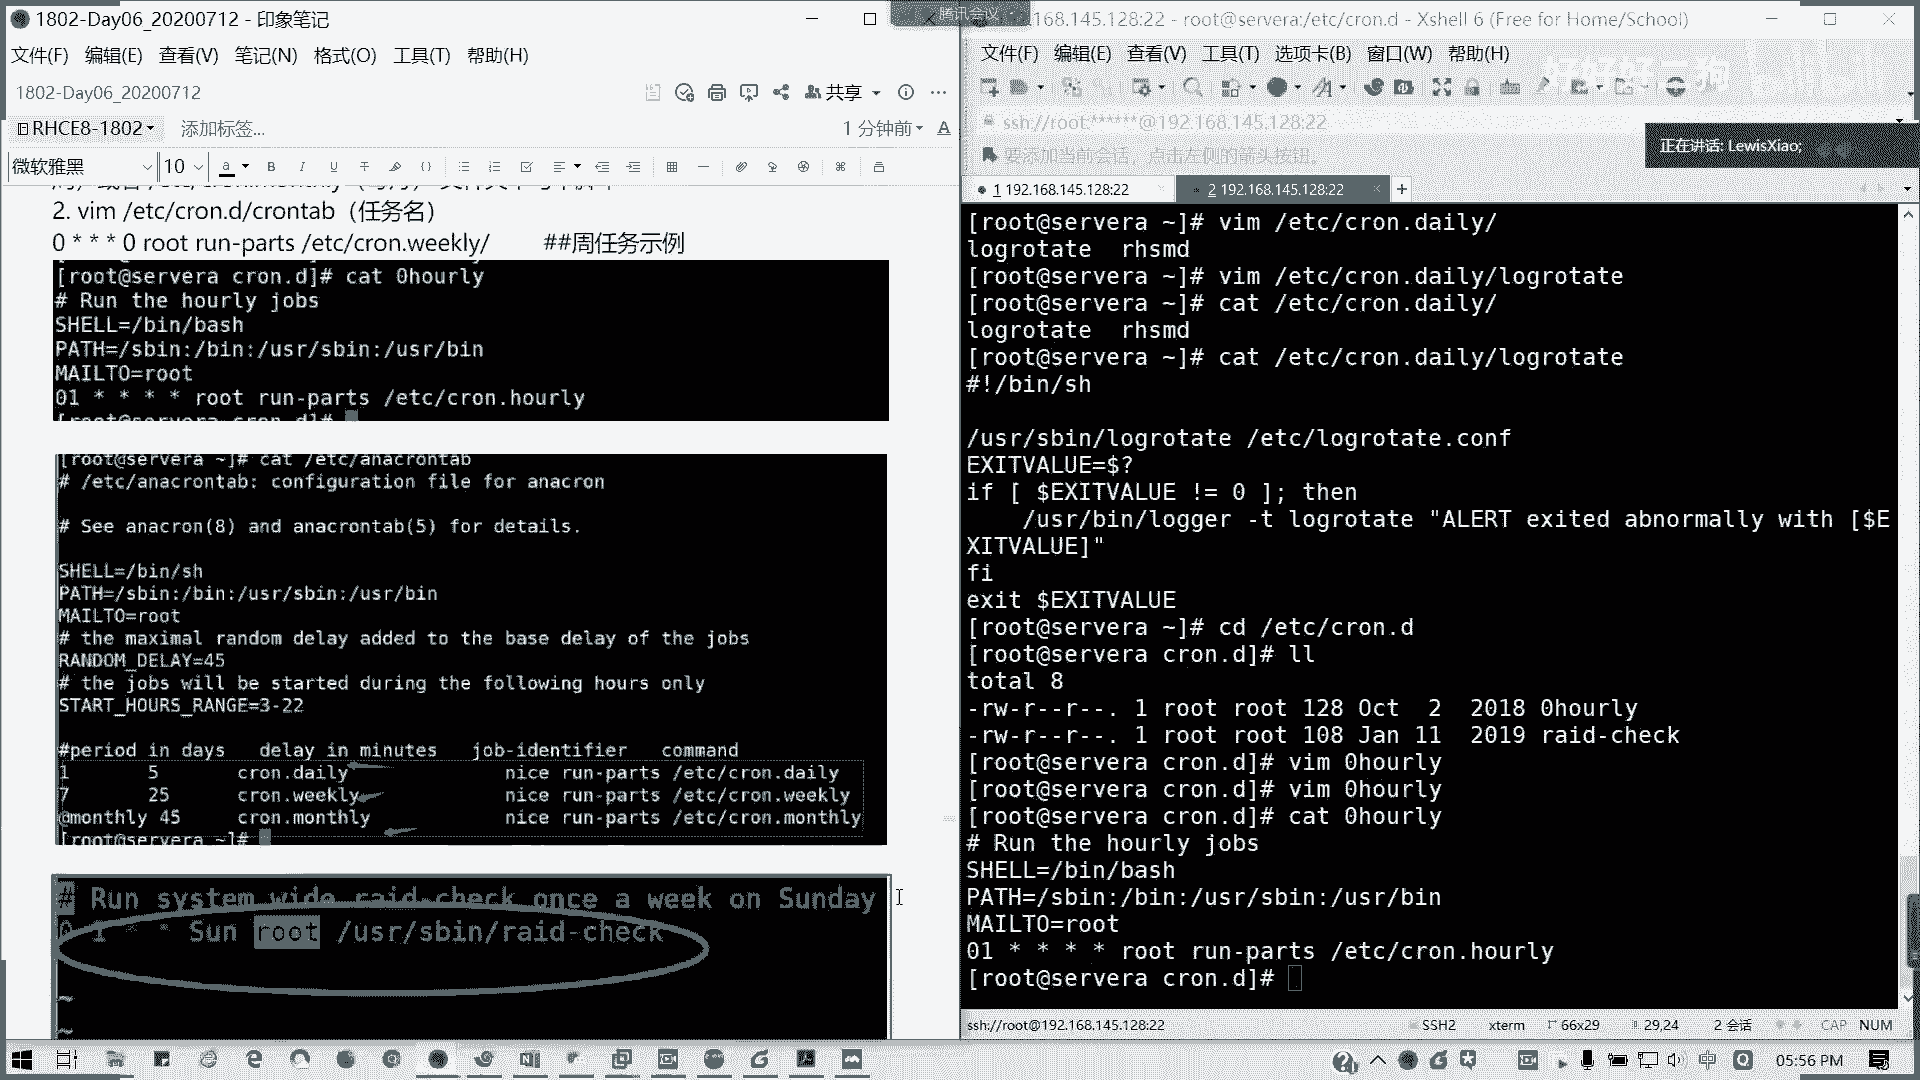 1802-Day06_20200712 - 印象笔记
文件(F) 编辑(E) 查看(V) 笔记(N) 格式(O) 工具(T) 帮助(H)
1802-Day06_20200712
共享
RHCE8-1802
添加标签...
1 分钟前
微软雅黑
10
2. vim /etc/cron.d/crontab（任务名）
0 * * * 0 root run-parts /etc/cron.weekly/ ##周任务示例
[root@servera cron.d]# cat 0hourly
# Run the hourly jobs
SHELL=/bin/bash
PATH=/sbin:/bin:/usr/sbin:/usr/bin
MAILTO=root
01 * * * * root run-parts /etc/cron.hourly
[root@servera cron.d]#
[root@servera ~]# cat /etc/anacrontab
# /etc/anacrontab: configuration file for anacron
# See anacron(8) and anacrontab(5) for details.
SHELL=/bin/sh
PATH=/sbin:/bin:/usr/sbin:/usr/bin
MAILTO=root
# the maximal random delay added to the base delay of the jobs
RANDOM_DELAY=45
# the jobs will be started during the following hours only
START_HOURS_RANGE=3-22
#period in days delay in minutes job-identifier command
1 5 cron.daily nice run-parts /etc/cron.daily
7 25 cron.weekly nice run-parts /etc/cron.weekly
@monthly 45 cron.monthly nice run-parts /etc/cron.monthly
[root@servera ~]#
# Run system wide raid-check once a week on Sunday
0 1 * * Sun root /usr/sbin/raid-check
~
~
腾讯会议
.168.145.128:22 - root@servera:/etc/cron.d - Xshell 6 (Free for Home/School)
文件(F) 编辑(E) 查看(V) 工具(T) 选项卡(B) 窗口(W) 帮助(H)
好好好二狗
ssh://root:******@192.168.145.128:22
要添加当前会话，点击左侧的箭头按钮。
正在讲话: LewisXiao;
1 192.168.145.128:22
2 192.168.145.128:22
[root@servera ~]# vim /etc/cron.daily/
logrotate rhsmd
[root@servera ~]# vim /etc/cron.daily/logrotate
[root@servera ~]# cat /etc/cron.daily/
logrotate rhsmd
[root@servera ~]# cat /etc/cron.daily/logrotate
#!/bin/sh
/usr/sbin/logrotate /etc/logrotate.conf
EXITVALUE=$?
if [ $EXITVALUE != 0 ]; then
/usr/bin/logger -t logrotate "ALERT exited abnormally with [$E
XITVALUE]"
fi
exit $EXITVALUE
[root@servera ~]# cd /etc/cron.d
[root@servera cron.d]# ll
total 8
-rw-r--r--. 1 root root 128 Oct 2 2018 0hourly
-rw-r--r--. 1 root root 108 Jan 11 2019 raid-check
[root@servera cron.d]# vim 0hourly
[root@servera cron.d]# vim 0hourly
[root@servera cron.d]# cat 0hourly
# Run the hourly jobs
SHELL=/bin/bash
PATH=/sbin:/bin:/usr/sbin:/usr/bin
MAILTO=root
01 * * * * root run-parts /etc/cron.hourly
[root@servera cron.d]#
ssh://root@192.168.145.128:22
SSH2 xterm 66x29 29,24 2 会话 CAP NUM
中
05:56 PM